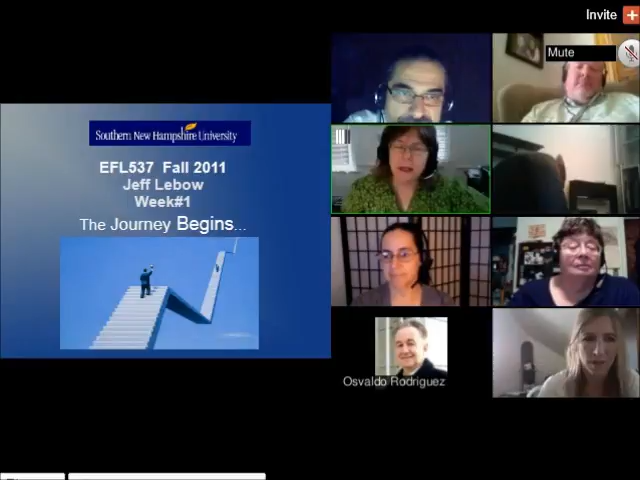 Invite
Mute
Southern New Hampshire University
EFL537 Fall 2011
Jeff Lebow
Week#1
The Journey Begins...
Osvaldo Rodriguez